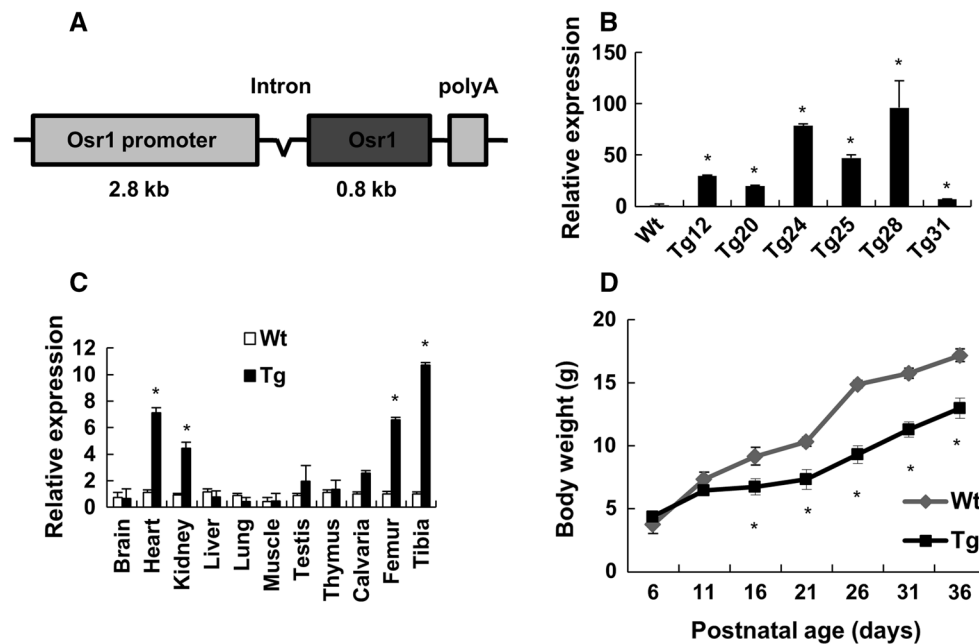 A
Intron
polyA
Osr1 promoter
Osr1
2.8 kb
0.8 kb
B
Relative expression
150
100
50
0
*
*
*
*
*
*
Wt
Tg12
Tg20
Tg24
Tg25
Tg28
Tg31
C
Relative expression
12
10
8
6
4
2
0
Wt
Tg
*
*
*
*
Brain
Heart
Kidney
Liver
Lung
Muscle
Testis
Thymus
Calvaria
Femur
Tibia
D
Body weight (g)
20
15
10
5
0
*
*
*
*
*
Wt
Tg
6 11 16 21 26 31 36
Postnatal age (days)